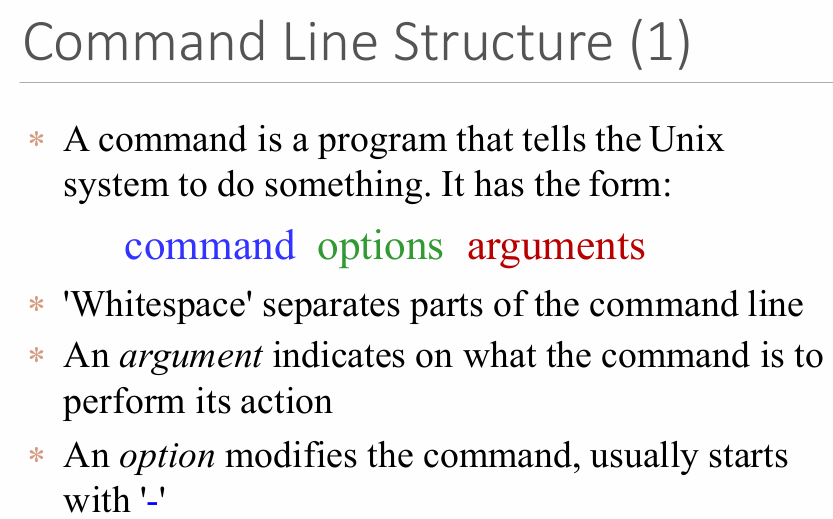 Command Line Structure (1)
* A command is a program that tells the Unix
system to do something. It has the form:
command options arguments
* 'Whitespace' separates parts of the command line
* An argument indicates on what the command is to
perform its action
* An option modifies the command, usually starts
with '-'